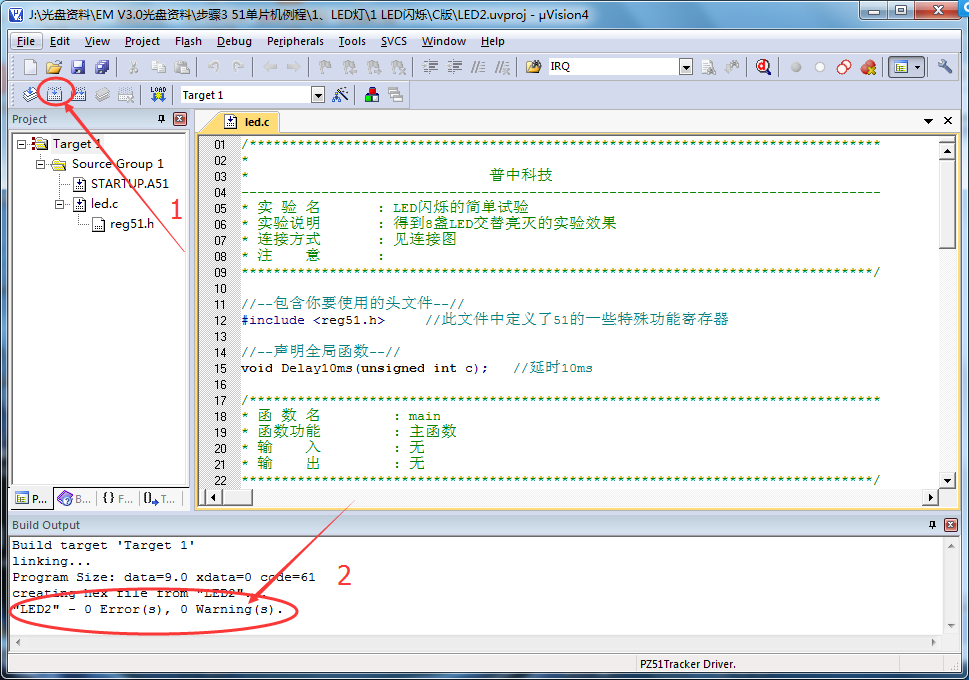 J:\光盘资料\EM V3.0光盘资料\步骤3 51单片机例程\1、LED灯\1 LED闪烁\C版\LED2.uvproj - µVision4
File Edit View Project Flash Debug Peripherals Tools SVCS Window Help
IRQ
LOAD Target 1
Project
led.c
Target 1
Source Group 1
STARTUP.A51
led.c
reg51.h
1
01 /*******************************************************************************
02 *
03 * 普中科技
04 --------------------------------------------------------------------------------
05 * 实 验 名 : LED闪烁的简单试验
06 * 实验说明 : 得到8盏LED交替亮灭的实验效果
07 * 连接方式 : 见连接图
08 * 注 意 :
09 *******************************************************************************/
10
11 //--包含你要使用的头文件--//
12 #include <reg51.h> //此文件中定义了51的一些特殊功能寄存器
13
14 //--声明全局函数--//
15 void Delay10ms(unsigned int c); //延时10ms
16
17 /*******************************************************************************
18 * 函 数 名 : main
19 * 函数功能 : 主函数
20 * 输 入 : 无
21 * 输 出 : 无
22 *******************************************************************************/
P... B... {} F... 0 T...
Build Output
Build target 'Target 1'
linking...
Program Size: data=9.0 xdata=0 code=61
creating hex file from "LED2"...
"LED2" - 0 Error(s), 0 Warning(s).
2
PZ51Tracker Driver.